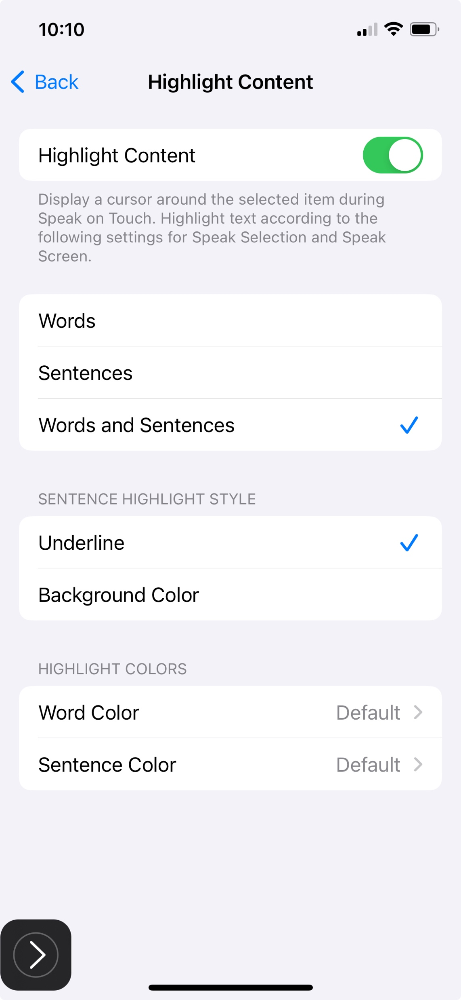 10:10
Back
Highlight Content
Highlight Content
Display a cursor around the selected item during
Speak on Touch. Highlight text according to the
following settings for Speak Selection and Speak
Screen.
Words
Sentences
Words and Sentences
SENTENCE HIGHLIGHT STYLE
Underline
Background Color
HIGHLIGHT COLORS
Word Color Default
Sentence Color Default